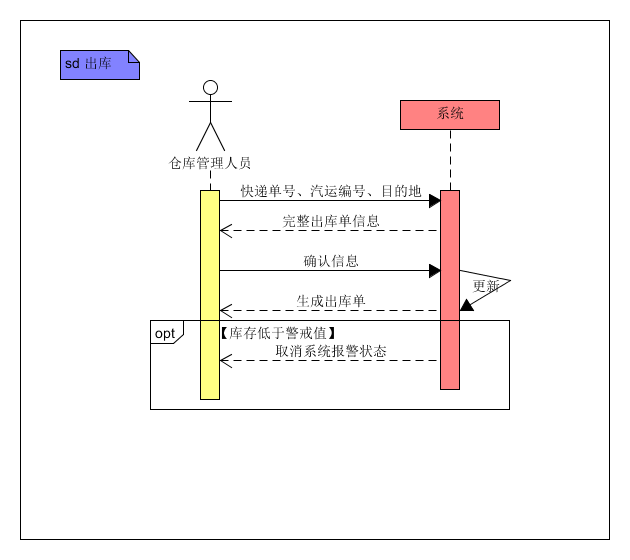 sd 出库
系统
仓库管理人员
快递单号、汽运编号、目的地
完整出库单信息
确认信息
更新
生成出库单
opt
【库存低于警戒值】
取消系统报警状态